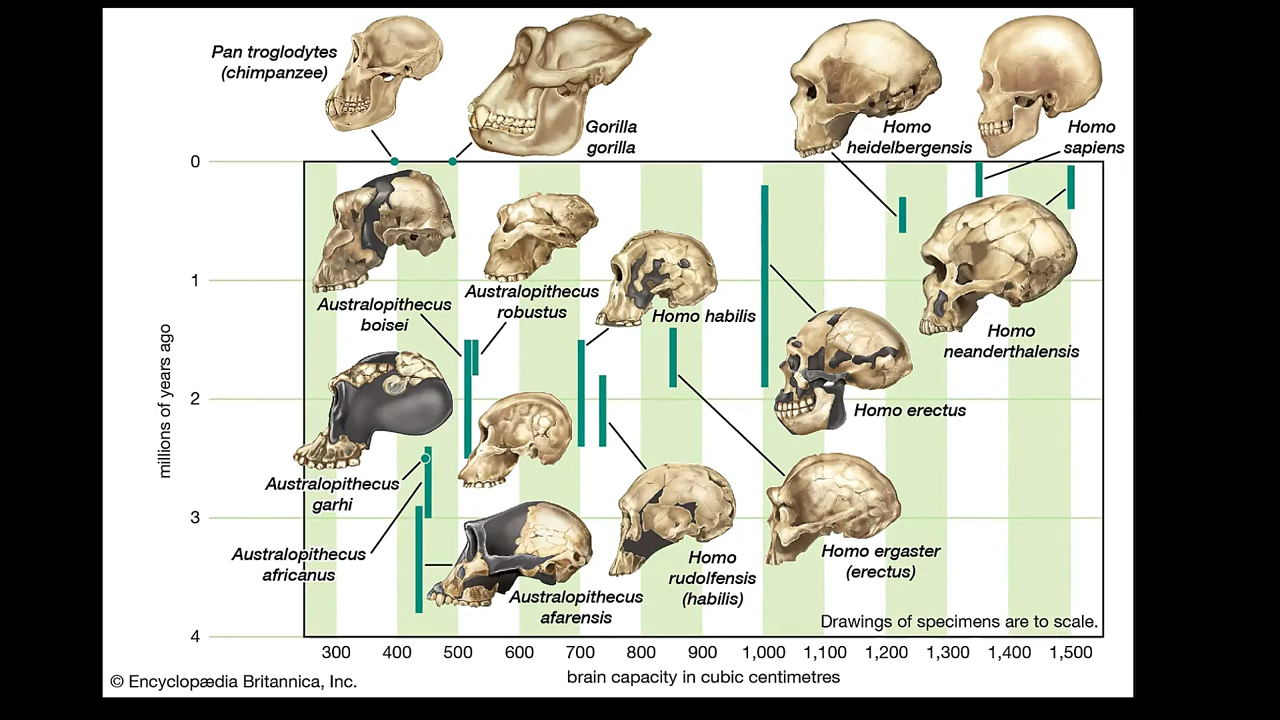 Pan troglodytes
(chimpanzee)
Gorilla
gorilla
Homo
heidelbergensis
Homo
sapiens
0
Australopithecus
boisei
Australopithecus
robustus
Homo habilis
Homo
neanderthalensis
1
Homo erectus
2
Australopithecus
garhi
3
Australopithecus
africanus
Australopithecus
afarensis
Homo
rudolfensis
(habilis)
Homo ergaster
(erectus)
Drawings of specimens are to scale.
4
millions of years ago
300 400 500 600 700 800 900 1,000 1,100 1,200 1,300 1,400 1,500
brain capacity in cubic centimetres
© Encyclopædia Britannica, Inc.